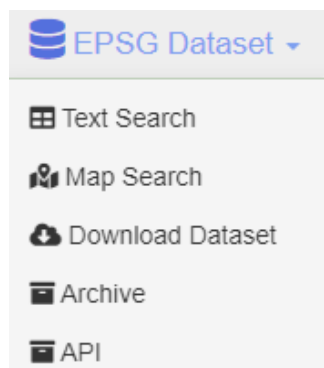 EPSG Dataset
Text Search
Map Search
Download Dataset
Archive
API